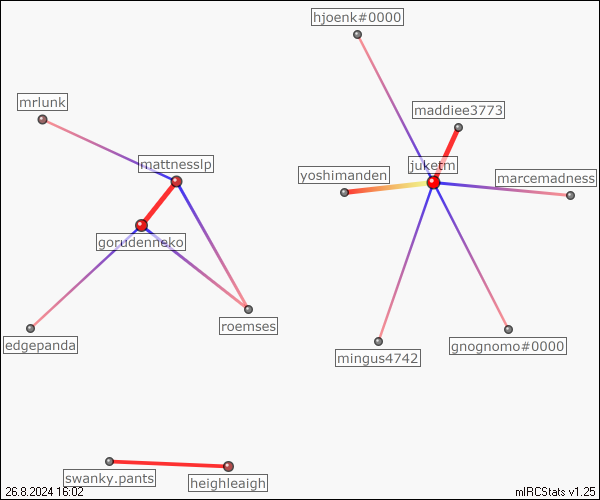 hjoenk#0000
mrlunk
maddiee3773
mattnesslp
juketm
yoshimanden
marcemadness
gorudenneko
roemses
edgepanda
mingus4742
gnognomo#0000
swanky.pants
heighleaigh
26.8.2024 16:02
mIRCStats v1.25